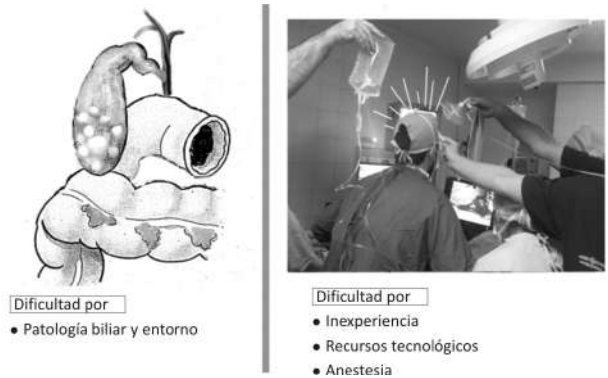 Dificultad por
● Patología biliar y entorno
Dificultad por
● Inexperiencia
● Recursos tecnológicos
● Anestesia